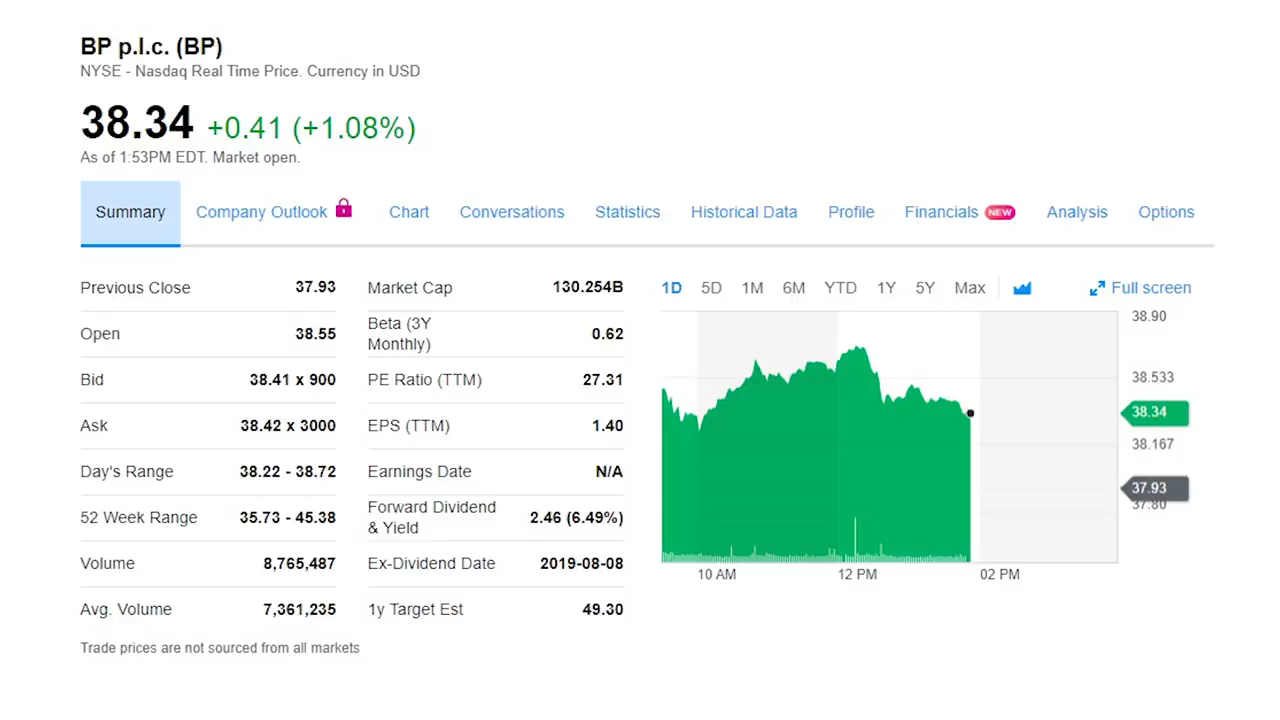 BP p.l.c. (BP)
NYSE - Nasdaq Real Time Price. Currency in USD
38.34 +0.41 (+1.08%)
As of 1:53PM EDT. Market open.
Summary Company Outlook Chart Conversations Statistics Historical Data Profile Financials NEW Analysis Options
Previous Close 37.93
Open 38.55
Bid 38.41 x 900
Ask 38.42 x 3000
Day's Range 38.22 - 38.72
52 Week Range 35.73 - 45.38
Volume 8,765,487
Avg. Volume 7,361,235
Market Cap 130.254B
Beta (3Y
Monthly) 0.62
PE Ratio (TTM) 27.31
EPS (TTM) 1.40
Earnings Date N/A
Forward Dividend
& Yield 2.46 (6.49%)
Ex-Dividend Date 2019-08-08
1y Target Est 49.30
1D 5D 1M 6M YTD 1Y 5Y Max Full screen
38.90
38.533
38.34
38.167
37.93
37.80
10 AM 12 PM 02 PM
Trade prices are not sourced from all markets